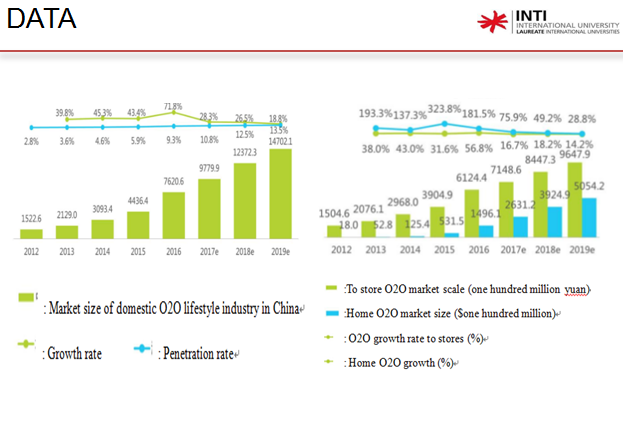 DATA
INTI
INTERNATIONAL UNIVERSITY
LAUREATE INTERNATIONAL UNIVERSITIES
39.8% 45.3% 43.4% 71.8% 28.3% 26.5% 18.8%
2.8% 3.6% 4.6% 5.9% 9.3% 10.8% 12.5% 13.5%
1522.6 2129.0 3093.4 4436.4 7620.6 9779.9 12372.3 14702.1
2012 2013 2014 2015 2016 2017e 2018e 2019e
: Market size of domestic O2O lifestyle industry in China
: Growth rate : Penetration rate
193.3% 137.3% 323.8% 181.5% 75.9% 49.2% 28.8%
38.0% 43.0% 31.6% 56.8% 16.7% 18.2% 14.2%
1504.6 2076.1 2968.0 3904.9 6124.4 7148.6 8447.3 9647.9
18.0 52.8 125.4 531.5 1496.1 2631.2 3924.9 5054.2
2012 2013 2014 2015 2016 2017e 2018e 2019e
:To store O2O market scale (one hundred million yuan)
:Home O2O market size ($one hundred million)
: O2O growth rate to stores (%)
: Home O2O growth (%)